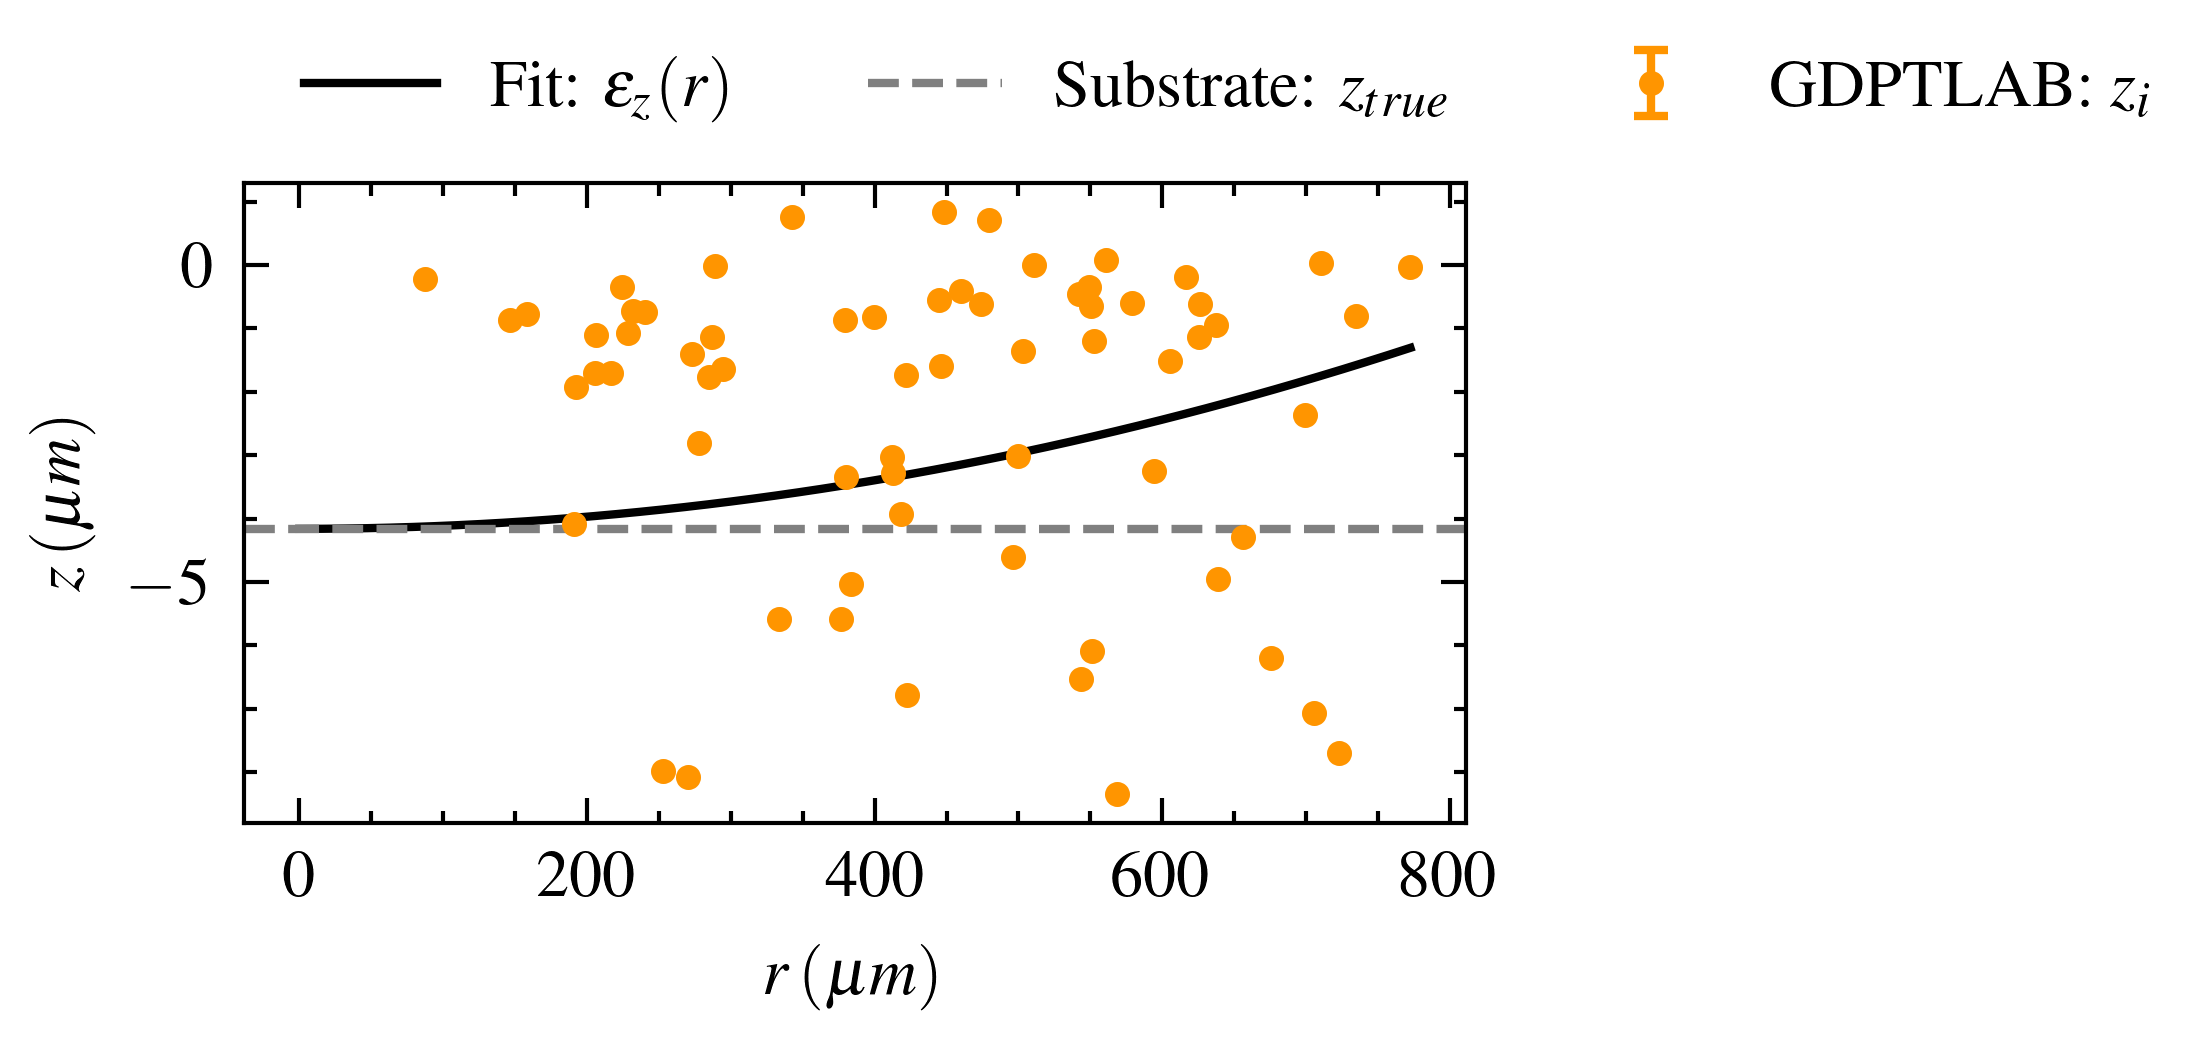 Fit: εz(r) Substrate: ztrue GDPTLAB: zi
0
−5
z (μm)
0 200 400 600 800
r (μm)